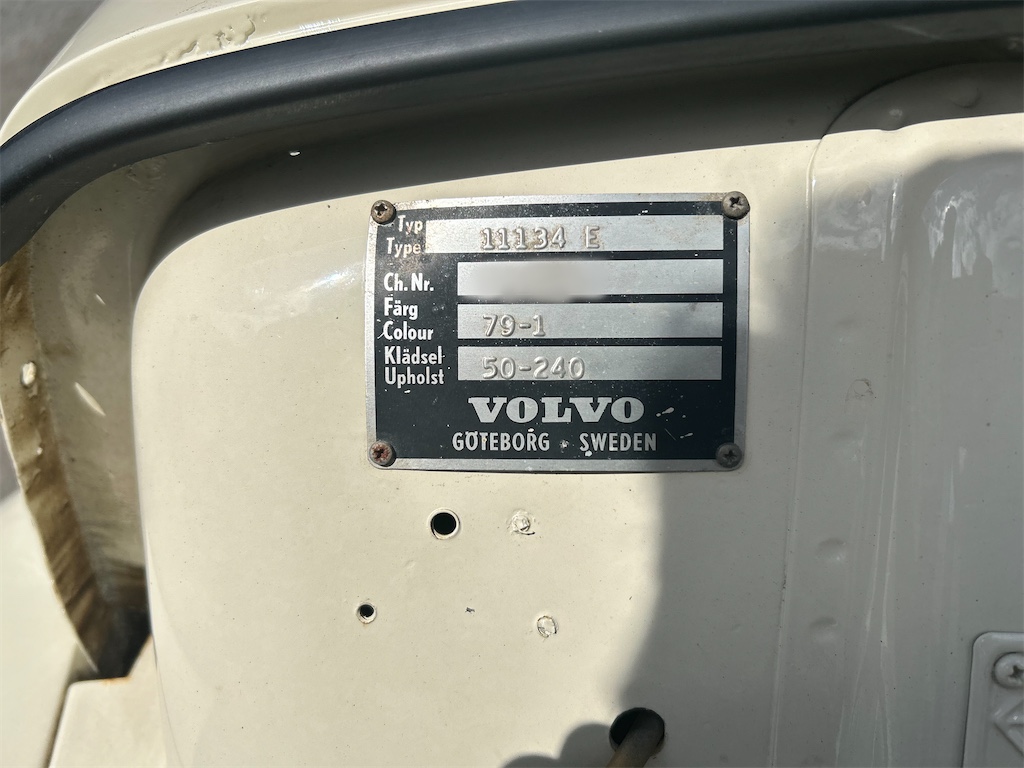 Typ
Type
11134 E
Ch. Nr.
Färg
Colour
79-1
Klädsel
Upholst
50-240
VOLVO
GÖTEBORG · SWEDEN